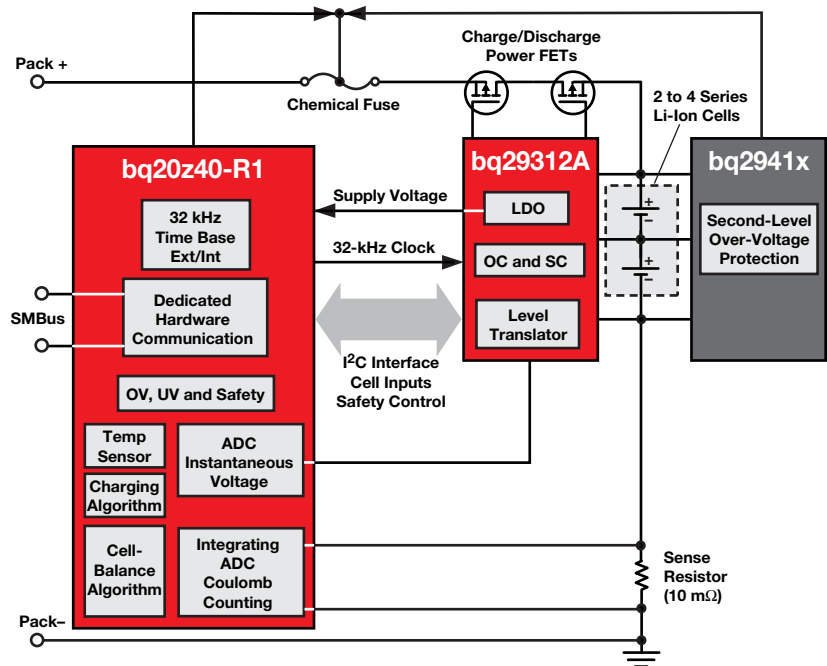 Charge/Discharge
Power FETs
Pack +
Chemical Fuse
2 to 4 Series
Li-Ion Cells
bq20z40-R1
bq29312A
bq2941x
Supply Voltage
LDO
32 kHz
Time Base
Ext/Int
+
–
Second-Level
Over-Voltage
Protection
32-kHz Clock
OC and SC
+
–
SMBus
Dedicated
Hardware
Communication
Level
Translator
I²C Interface
Cell Inputs
Safety Control
OV, UV and Safety
Temp
Sensor
ADC
Instantaneous
Voltage
Charging
Algorithm
Cell-
Balance
Algorithm
Integrating
ADC
Coulomb
Counting
Sense
Resistor
(10 mΩ)
Pack–